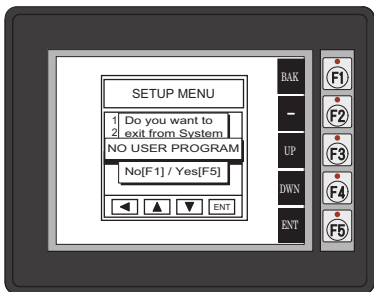 SETUP MENU
1 Do you want to
2 exit from System
NO USER PROGRAM
No[F1] / Yes[F5]
ENT
BAK
–
UP
DWN
ENT
F1
F2
F3
F4
F5